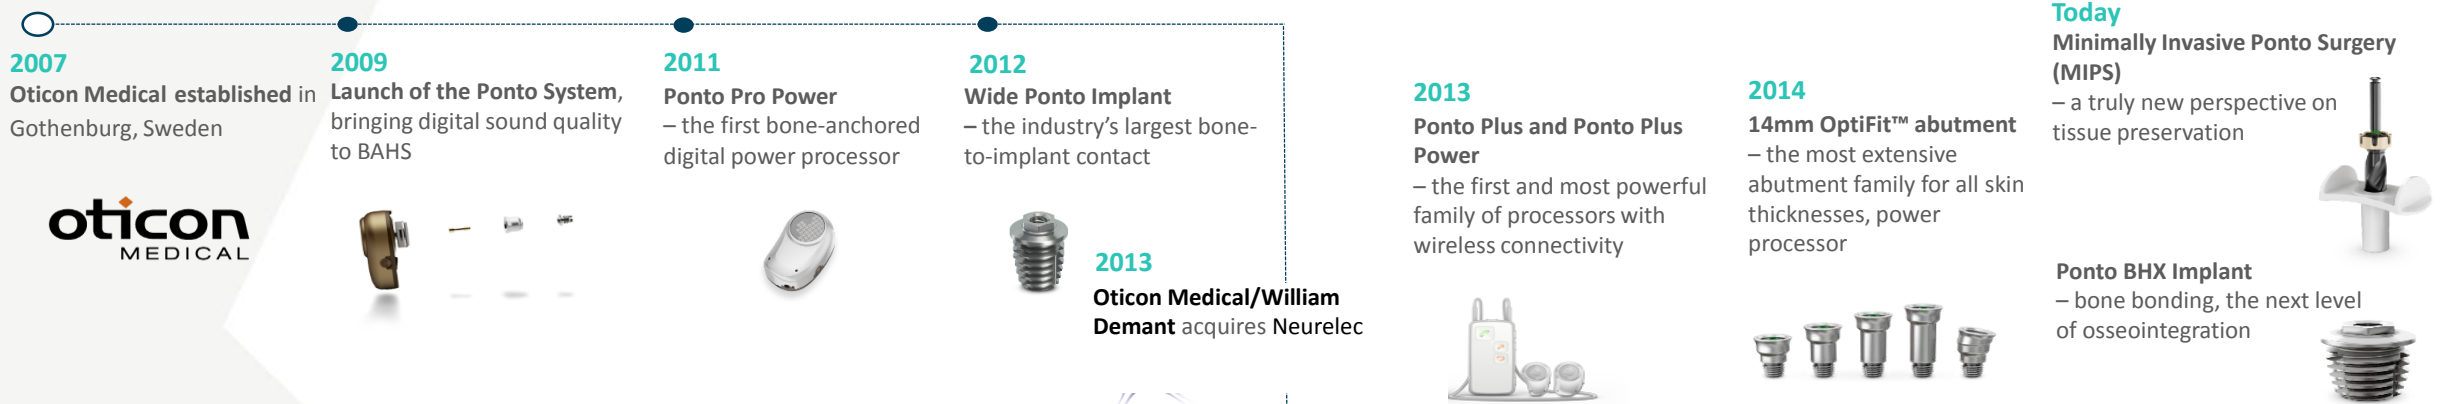 2007
Oticon Medical established in
Gothenburg, Sweden
oticon
MEDICAL
2009
Launch of the Ponto System,
bringing digital sound quality
to BAHS
2011
Ponto Pro Power
– the first bone-anchored
digital power processor
2012
Wide Ponto Implant
– the industry’s largest bone-
to-implant contact
2013
Oticon Medical/William
Demant acquires Neurelec
2013
Ponto Plus and Ponto Plus
Power
– the first and most powerful
family of processors with
wireless connectivity
2014
14mm OptiFit™ abutment
– the most extensive
abutment family for all skin
thicknesses, power
processor
Today
Minimally Invasive Ponto Surgery
(MIPS)
– a truly new perspective on
tissue preservation
Ponto BHX Implant
– bone bonding, the next level
of osseointegration